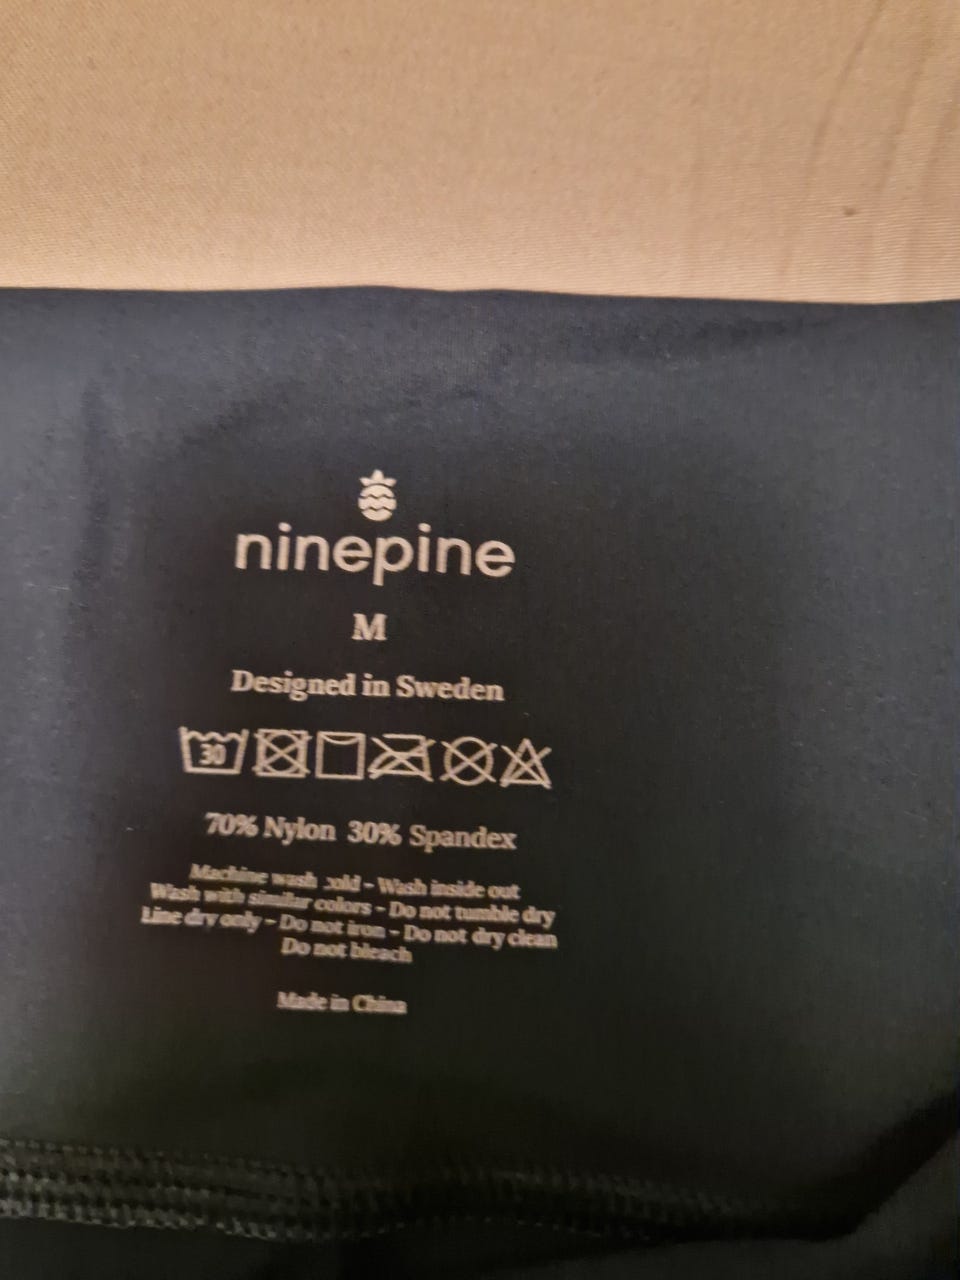 ninepine
M
Designed in Sweden
30
70% Nylon 30% Spandex
Machine wash cold - Wash inside out
Wash with similar colors - Do not tumble dry
Line dry only - Do not iron - Do not dry clean
Do not bleach
Made in China